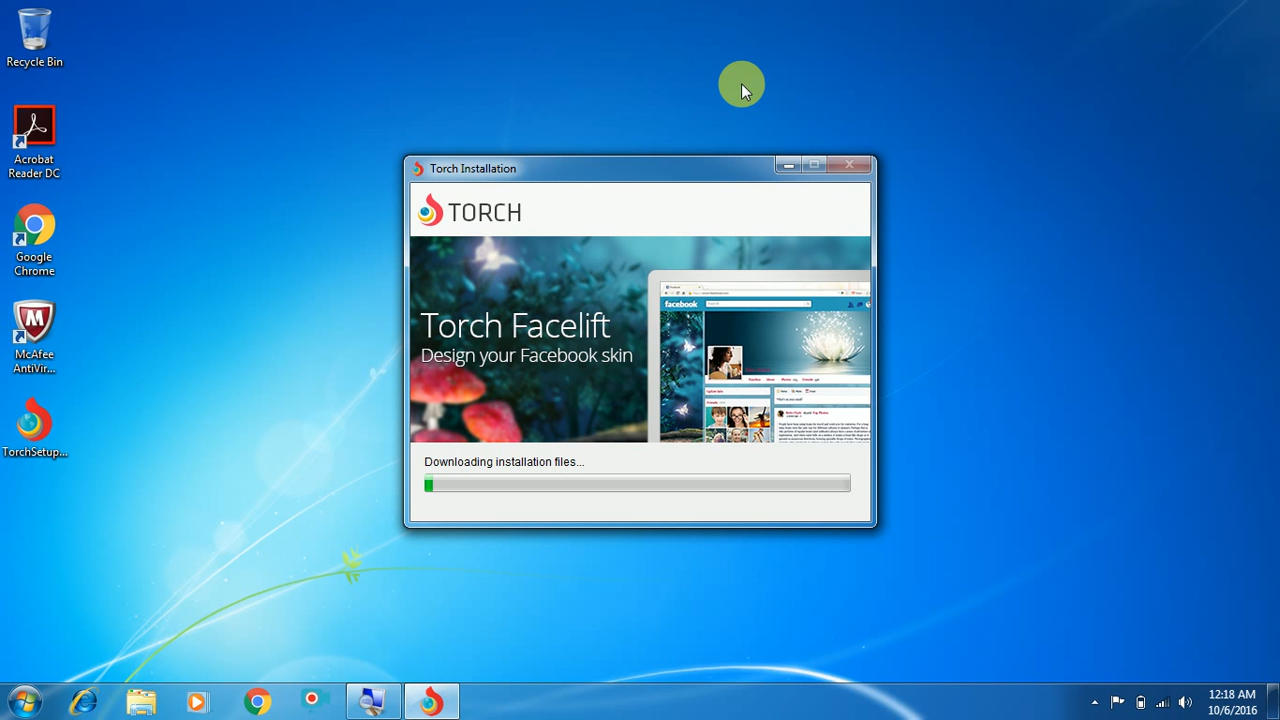 Recycle Bin
Acrobat
Reader DC
Google
Chrome
McAfee
AntiVir...
TorchSetup...
Torch Installation
TORCH
Torch Facelift
Design your Facebook skin
facebook
Downloading installation files...
12:18 AM
10/6/2016